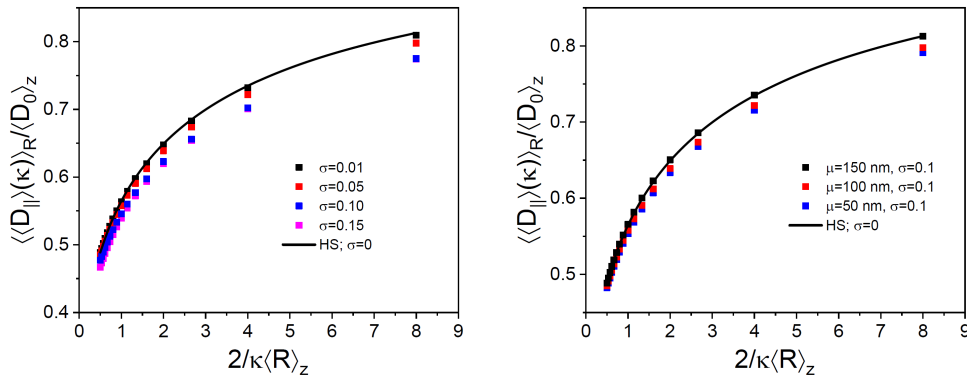 ⟨⟨D||⟩(κ)⟩R/⟨D0⟩z
0.8
0.7
0.6
0.5
0.4
0 1 2 3 4 5 6 7 8 9
2/κ⟨R⟩z
σ=0.01
σ=0.05
σ=0.10
σ=0.15
HS; σ=0
⟨⟨D||⟩(κ)⟩R/⟨D0⟩z
0.8
0.7
0.6
0.5
0 1 2 3 4 5 6 7 8 9
2/κ⟨R⟩z
μ=150 nm, σ=0.1
μ=100 nm, σ=0.1
μ=50 nm, σ=0.1
HS; σ=0